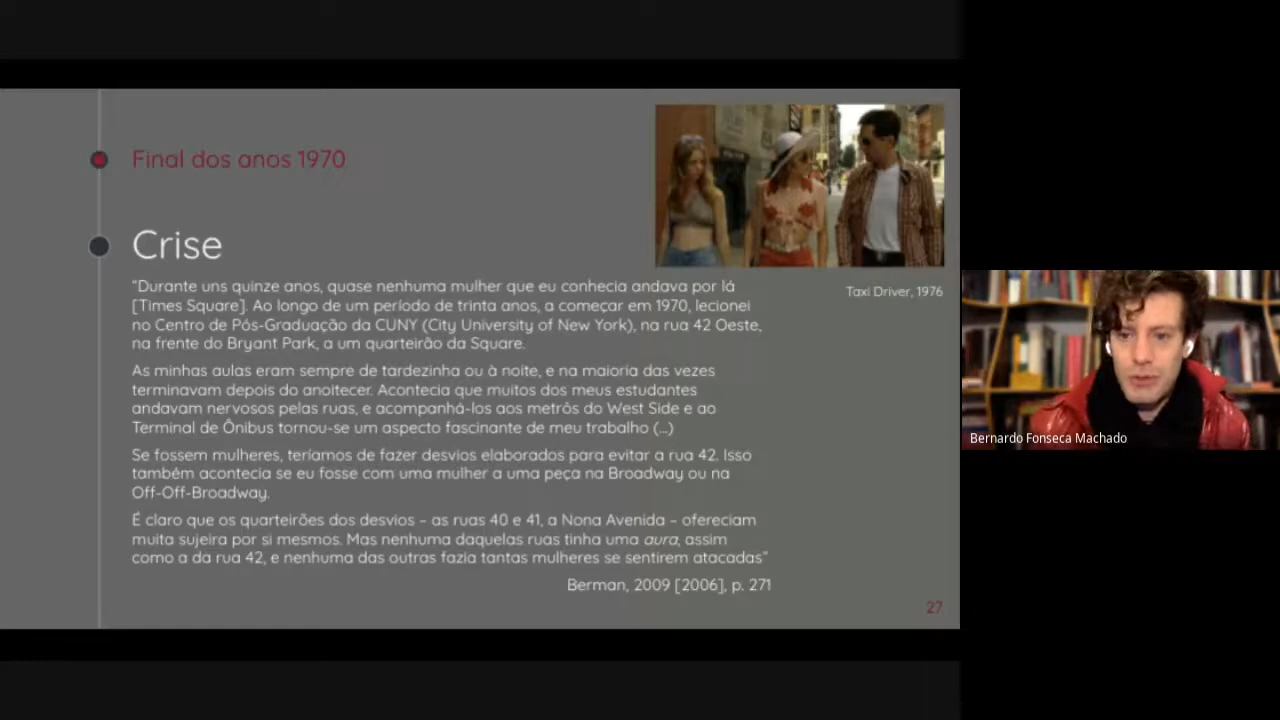 Final dos anos 1970
Crise
“Durante uns quinze anos, quase nenhuma mulher que eu conhecia andava por lá
[Times Square]. Ao longo de um período de trinta anos, a começar em 1970, lecionei
no Centro de Pós-Graduação da CUNY (City University of New York), na rua 42 Oeste,
na frente do Bryant Park, a um quarteirão da Square.
As minhas aulas eram sempre de tardezinha ou à noite, e na maioria das vezes
terminavam depois do anoitecer. Acontecia que muitos dos meus estudantes
andavam nervosos pelas ruas, e acompanhá-los aos metrôs do West Side e ao
Terminal de Ônibus tornou-se um aspecto fascinante de meu trabalho (...)
Se fossem mulheres, teríamos de fazer desvios elaborados para evitar a rua 42. Isso
também acontecia se eu fosse com uma mulher a uma peça na Broadway ou na
Off-Off-Broadway.
É claro que os quarteirões dos desvios – as ruas 40 e 41, a Nona Avenida – ofereciam
muita sujeira por si mesmos. Mas nenhuma daquelas ruas tinha uma aura, assim
como a da rua 42, e nenhuma das outras fazia tantas mulheres se sentirem atacadas”
Berman, 2009 [2006], p. 271
Taxi Driver, 1976
27
Bernardo Fonseca Machado